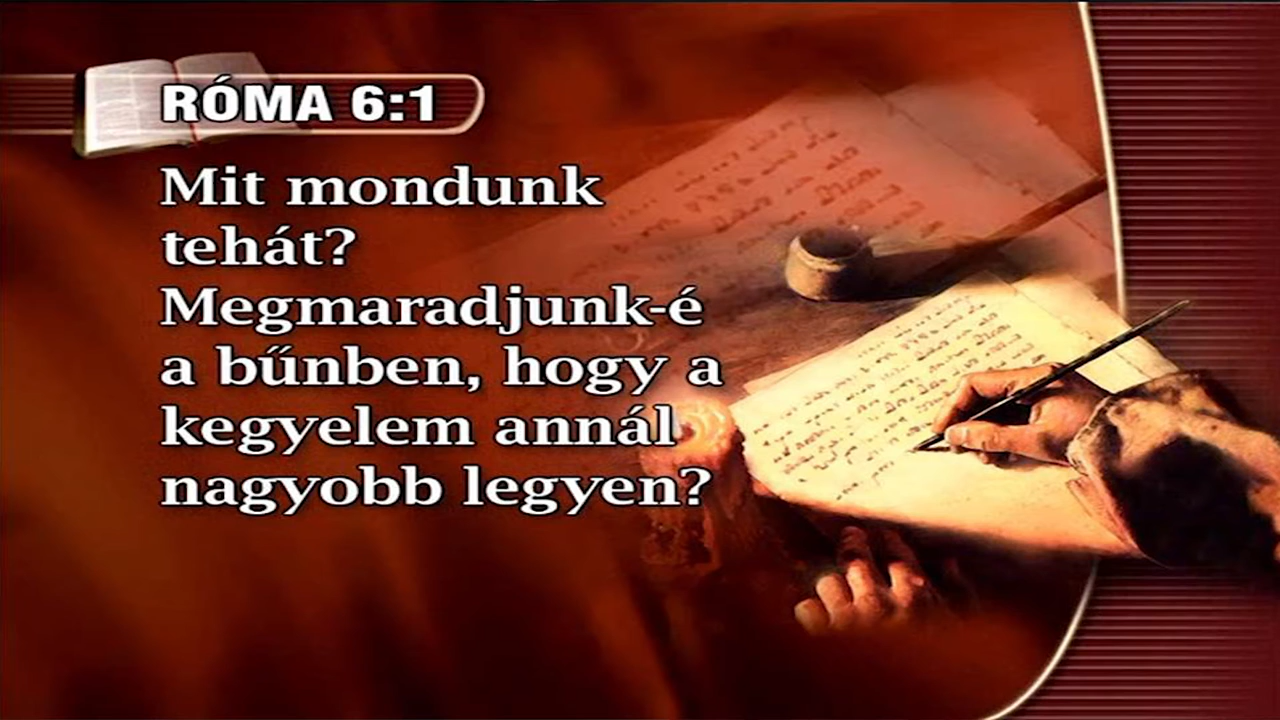 RÓMA 6:1
Mit mondunk
tehát?
Megmaradjunk-é
a bűnben, hogy a
kegyelem annál
nagyobb legyen?